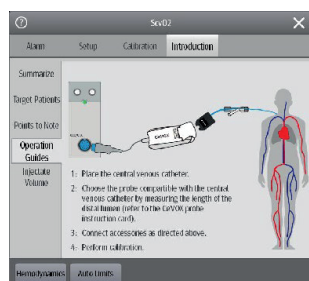 ScvO2
Alarm
Setup
Calibration
Introduction
Summarize
Target Patients
Points to Note
Operation
Guides
Injectate
Volume
CeVOX
1: Place the central venous catheter.
2: Choose the probe compatible with the central
venous catheter by measuring the length of the
distal lumen (refer to the CeVOX probe
instruction card).
3: Connect accessories as directed above.
4: Perform calibration.
Hemodynamics
Auto Limits